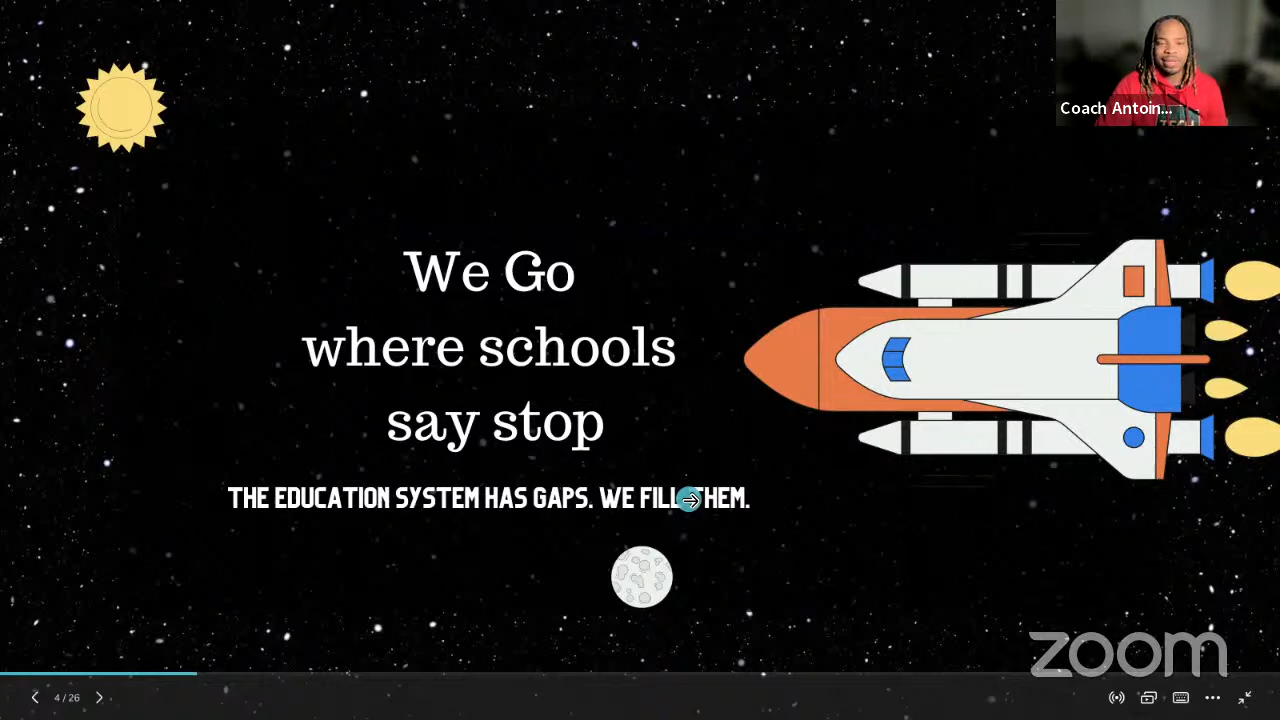 Coach Antoin...
TECH
We Go
where schools
say stop
THE EDUCATION SYSTEM HAS GAPS. WE FILL THEM.
zoom
4 / 26